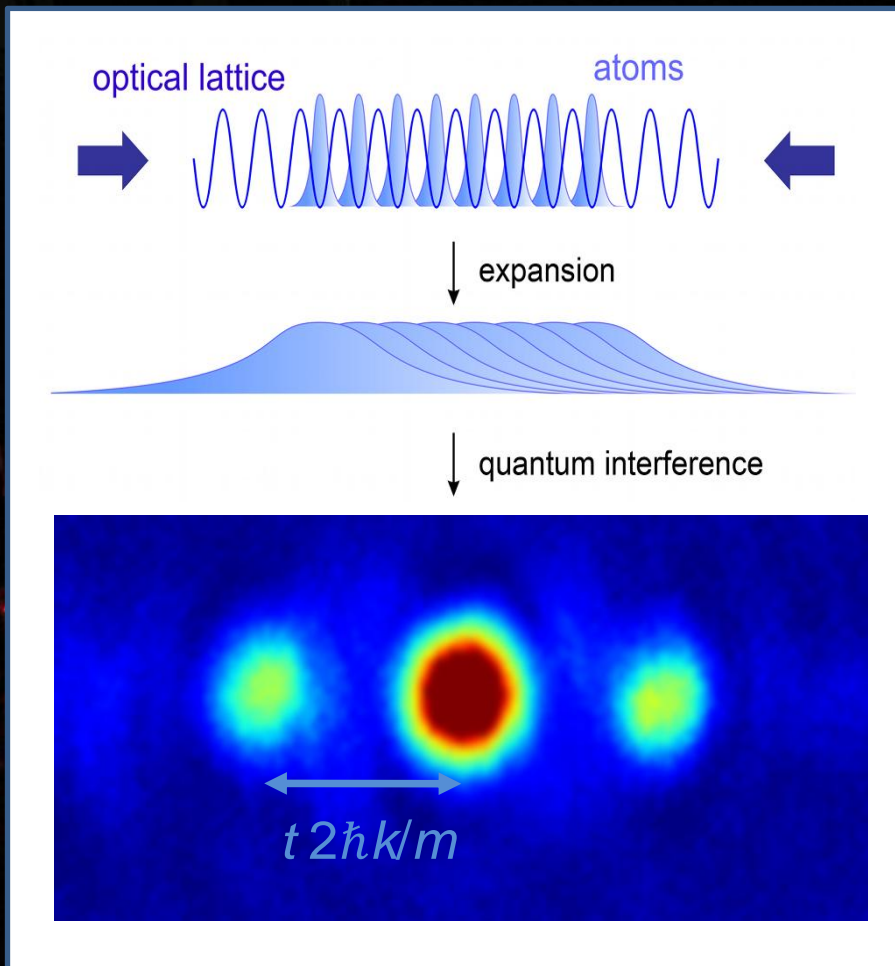 optical lattice
atoms
expansion
quantum interference
t 2ℏk/m